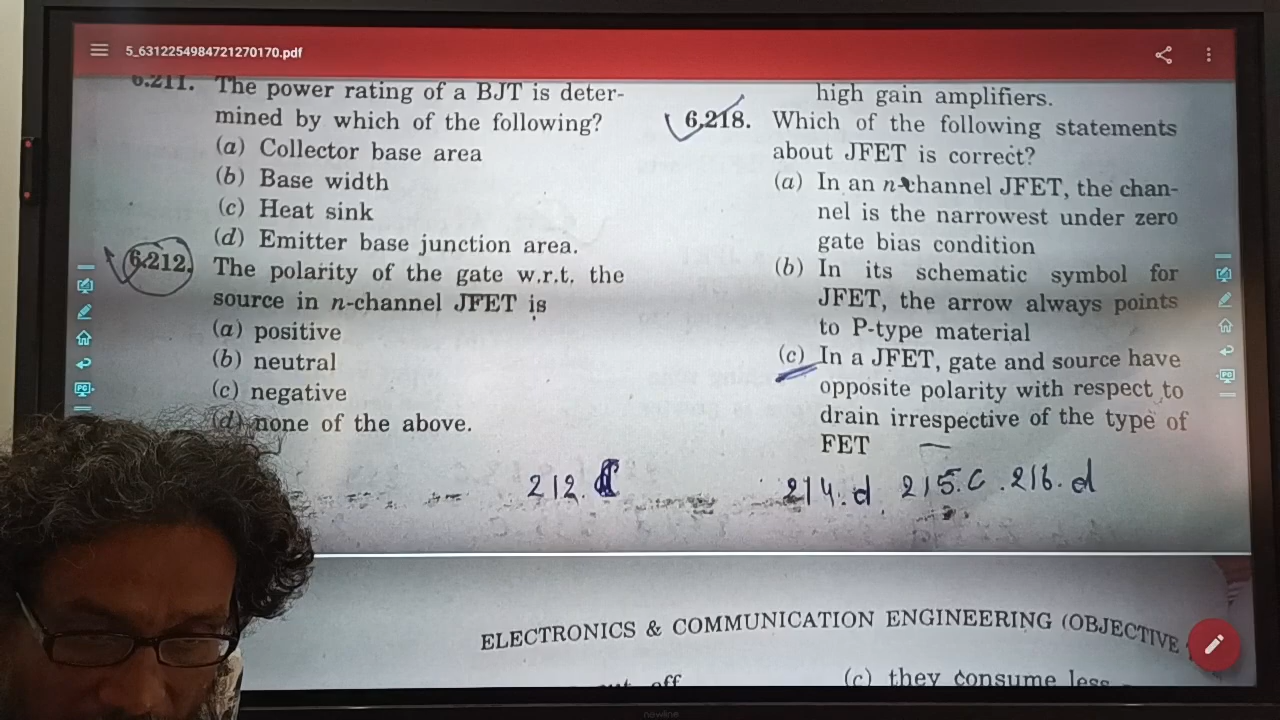 5_6312254984721270170.pdf
6.211. The power rating of a BJT is deter-
mined by which of the following?
(a) Collector base area
(b) Base width
(c) Heat sink
(d) Emitter base junction area.
6.212. The polarity of the gate w.r.t. the
source in n-channel JFET is
(a) positive
(b) neutral
(c) negative
(d) none of the above.
212.
high gain amplifiers.
6.218. Which of the following statements
about JFET is correct?
(a) In an n-channel JFET, the chan-
nel is the narrowest under zero
gate bias condition
(b) In its schematic symbol for
JFET, the arrow always points
to P-type material
(c) In a JFET, gate and source have
opposite polarity with respect to
drain irrespective of the type of
FET
214. d 215. C . 216. d
ELECTRONICS & COMMUNICATION ENGINEERING (OBJECTIVE
off
(c) they consume less
newline